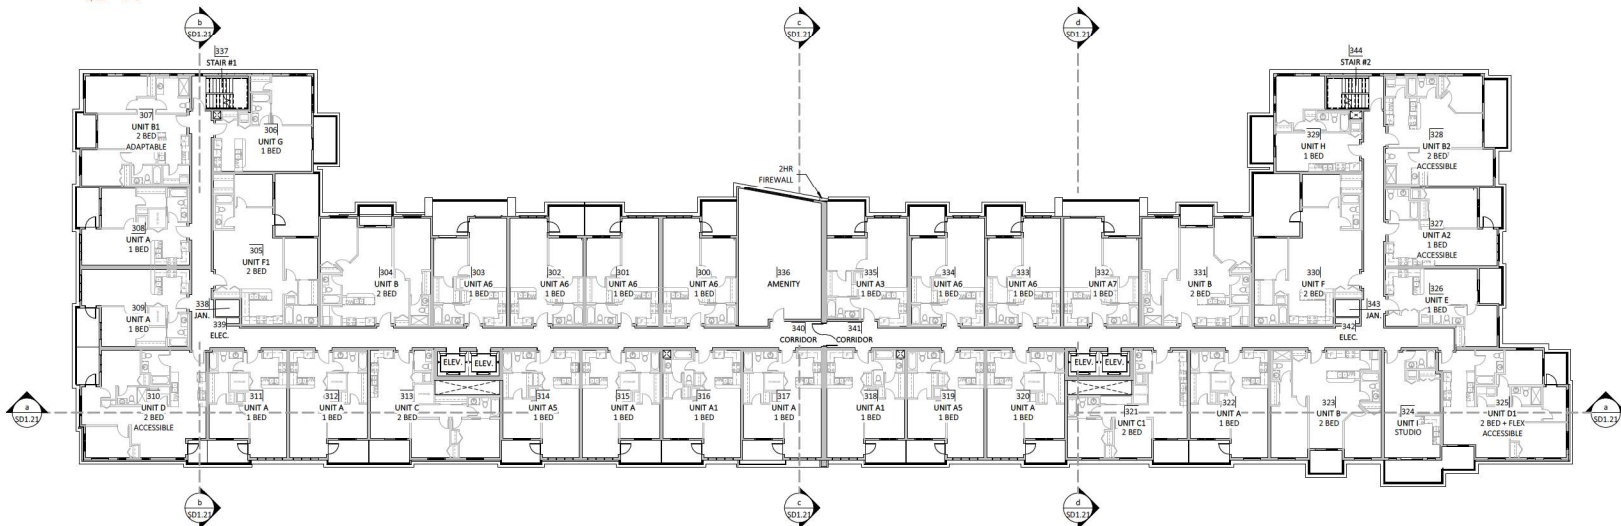 b
SD1.21
c
SD1.21
d
SD1.21
337
STAIR #1
344
STAIR #2
307
UNIT B1
2 BED
ADAPTABLE
306
UNIT G
1 BED
329
UNIT H
1 BED
328
UNIT B2
2 BED
ACCESSIBLE
2HR
FIREWALL
308
UNIT A
1 BED
305
UNIT F1
2 BED
304
UNIT B
2 BED
303
UNIT A6
1 BED
302
UNIT A6
1 BED
301
UNIT A6
1 BED
300
UNIT A6
1 BED
336
AMENITY
335
UNIT A3
1 BED
334
UNIT A6
1 BED
333
UNIT A6
1 BED
332
UNIT A7
1 BED
331
UNIT B
2 BED
330
UNIT F
2 BED
327
UNIT A2
1 BED
ACCESSIBLE
326
UNIT E
1 BED
309
UNIT A
1 BED
338
JAN.
339
ELEC.
340
CORRIDOR
341
CORRIDOR
343
JAN.
342
ELEC.
ELEV.
ELEV.
ELEV.
ELEV.
310
UNIT D
2 BED
ACCESSIBLE
311
UNIT A
1 BED
312
UNIT A
1 BED
313
UNIT C
2 BED
314
UNIT A5
1 BED
315
UNIT A
1 BED
316
UNIT A1
1 BED
317
UNIT A
1 BED
318
UNIT A1
1 BED
319
UNIT A5
1 BED
320
UNIT A
1 BED
321
UNIT C1
2 BED
322
UNIT A
1 BED
323
UNIT B
2 BED
324
UNIT I
STUDIO
325
UNIT D1
2 BED + FLEX
ACCESSIBLE
a
SD1.21
a
SD1.21
b
SD1.21
c
SD1.21
d
SD1.21